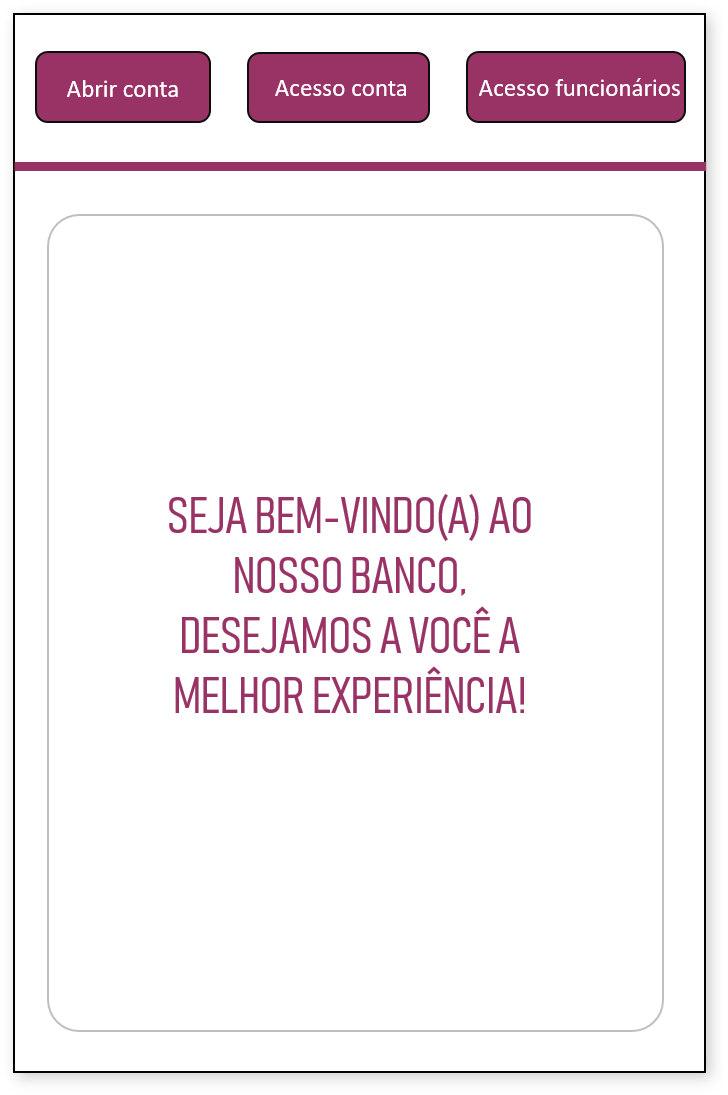 Abrir conta
Acesso conta
Acesso funcionários
SEJA BEM-VINDO(A) AO
NOSSO BANCO,
DESEJAMOS A VOCÊ A
MELHOR EXPERIÊNCIA!